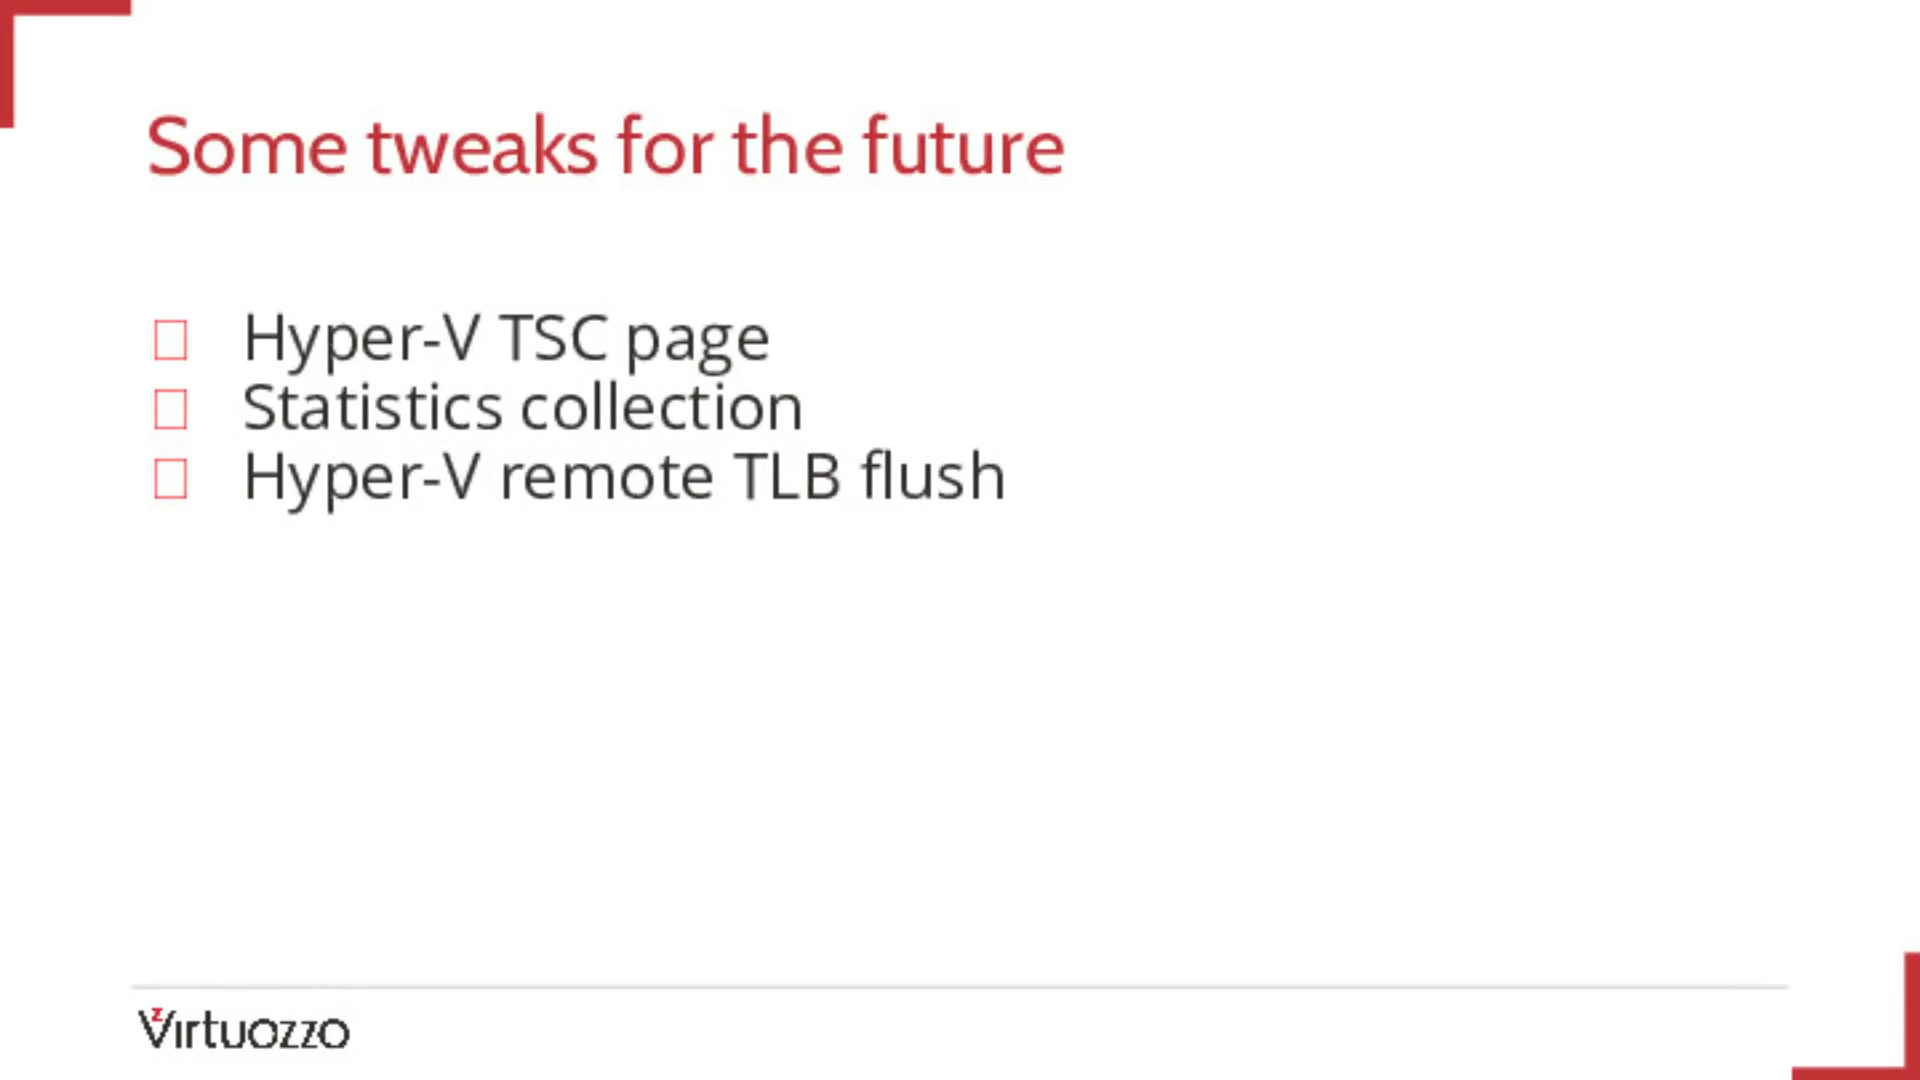 Some tweaks for the future
Hyper-V TSC page
Statistics collection
Hyper-V remote TLB flush
Virtuozzo